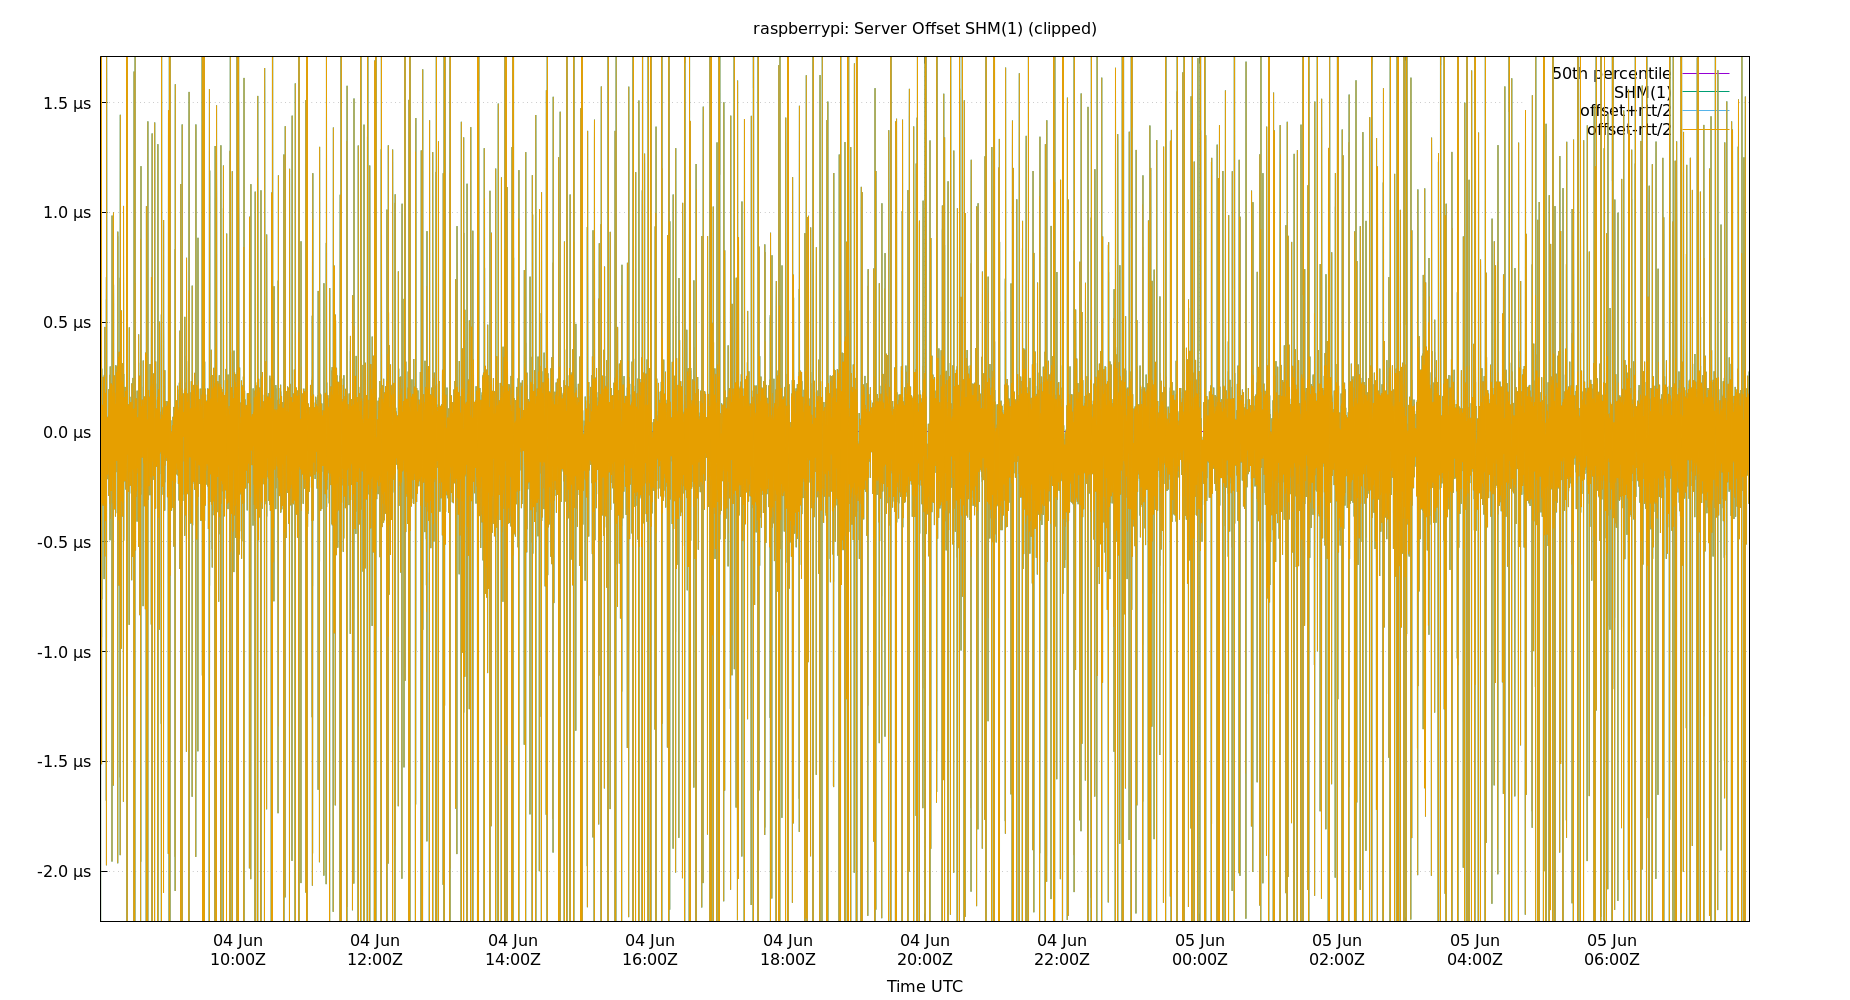 raspberrypi: Server Offset SHM(1) (clipped)
50th percentile
SHM(1)
offset+rtt/2
offset-rtt/2
1.5 µs
1.0 µs
0.5 µs
0.0 µs
-0.5 µs
-1.0 µs
-1.5 µs
-2.0 µs
04 Jun 04 Jun 04 Jun 04 Jun 04 Jun 04 Jun 04 Jun 05 Jun 05 Jun 05 Jun 05 Jun
10:00Z 12:00Z 14:00Z 16:00Z 18:00Z 20:00Z 22:00Z 00:00Z 02:00Z 04:00Z 06:00Z
Time UTC